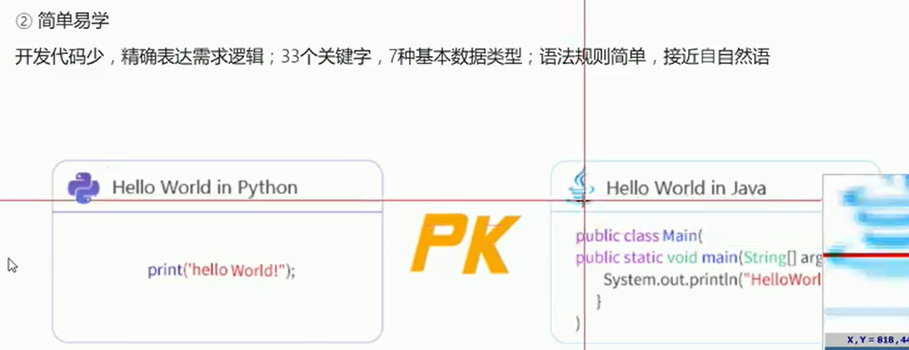 ② 简单易学
开发代码少，精确表达需求逻辑；33个关键字，7种基本数据类型；语法规则简单，接近自自然语
Hello World in Python
print("hello World!");
PK
Hello World in Java
public class Main(
public static void main(String[] arg
System.out.println("HelloWorl
}
)
X, Y = 818, 44